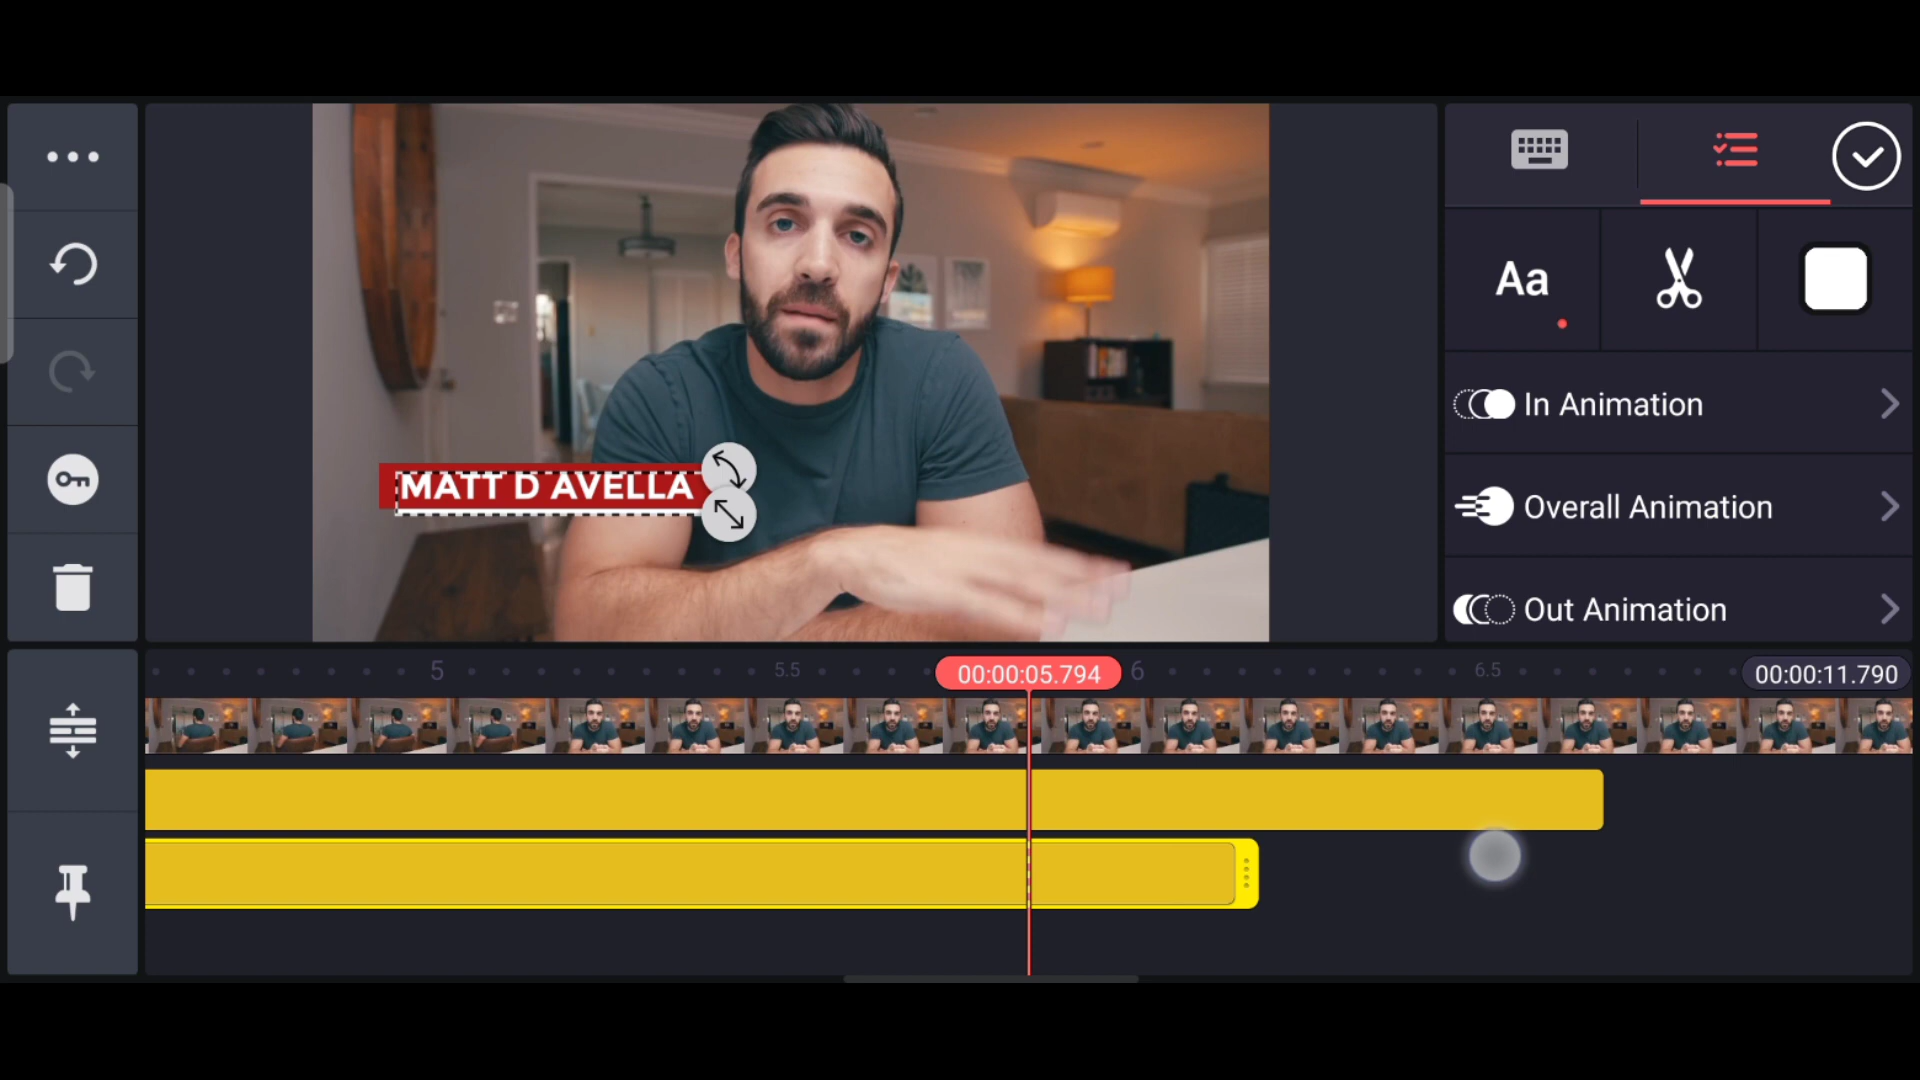 MATT D AVELLA
Aa
In Animation
Overall Animation
Out Animation
5
5.5
00:00:05.794
6
6.5
00:00:11.790